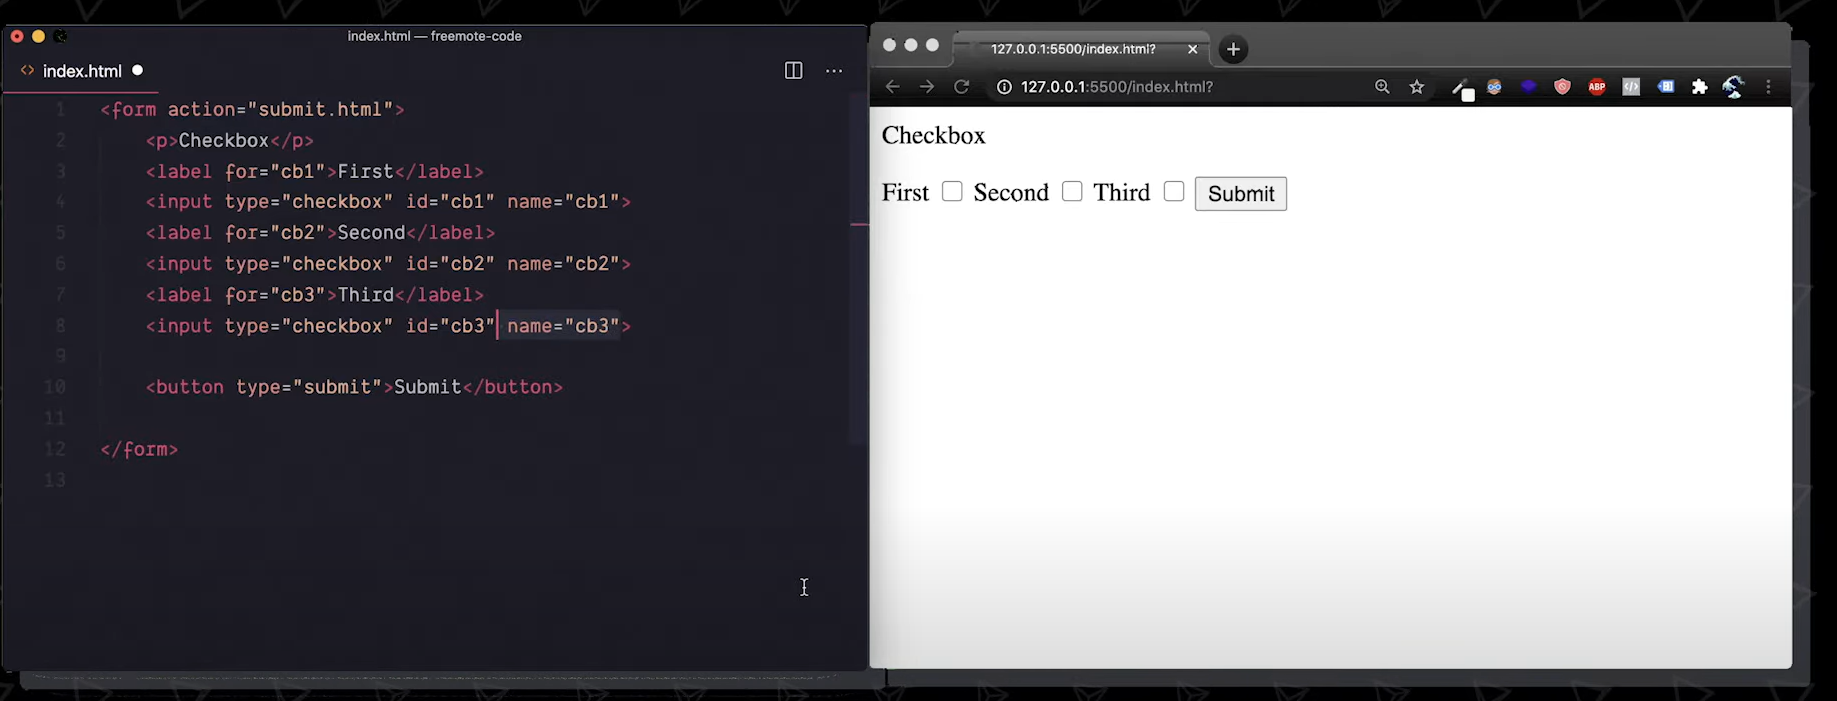 index.html — freemote-code
<> index.html ● ...
1 <form action="submit.html">
2 <p>Checkbox</p>
3 <label for="cb1">First</label>
4 <input type="checkbox" id="cb1" name="cb1">
5 <label for="cb2">Second</label>
6 <input type="checkbox" id="cb2" name="cb2">
7 <label for="cb3">Third</label>
8 <input type="checkbox" id="cb3" name="cb3">
9
10 <button type="submit">Submit</button>
11
12 </form>
13
127.0.0.1:5500/index.html?
127.0.0.1:5500/index.html? ABP </>
Checkbox
First Second Third Submit